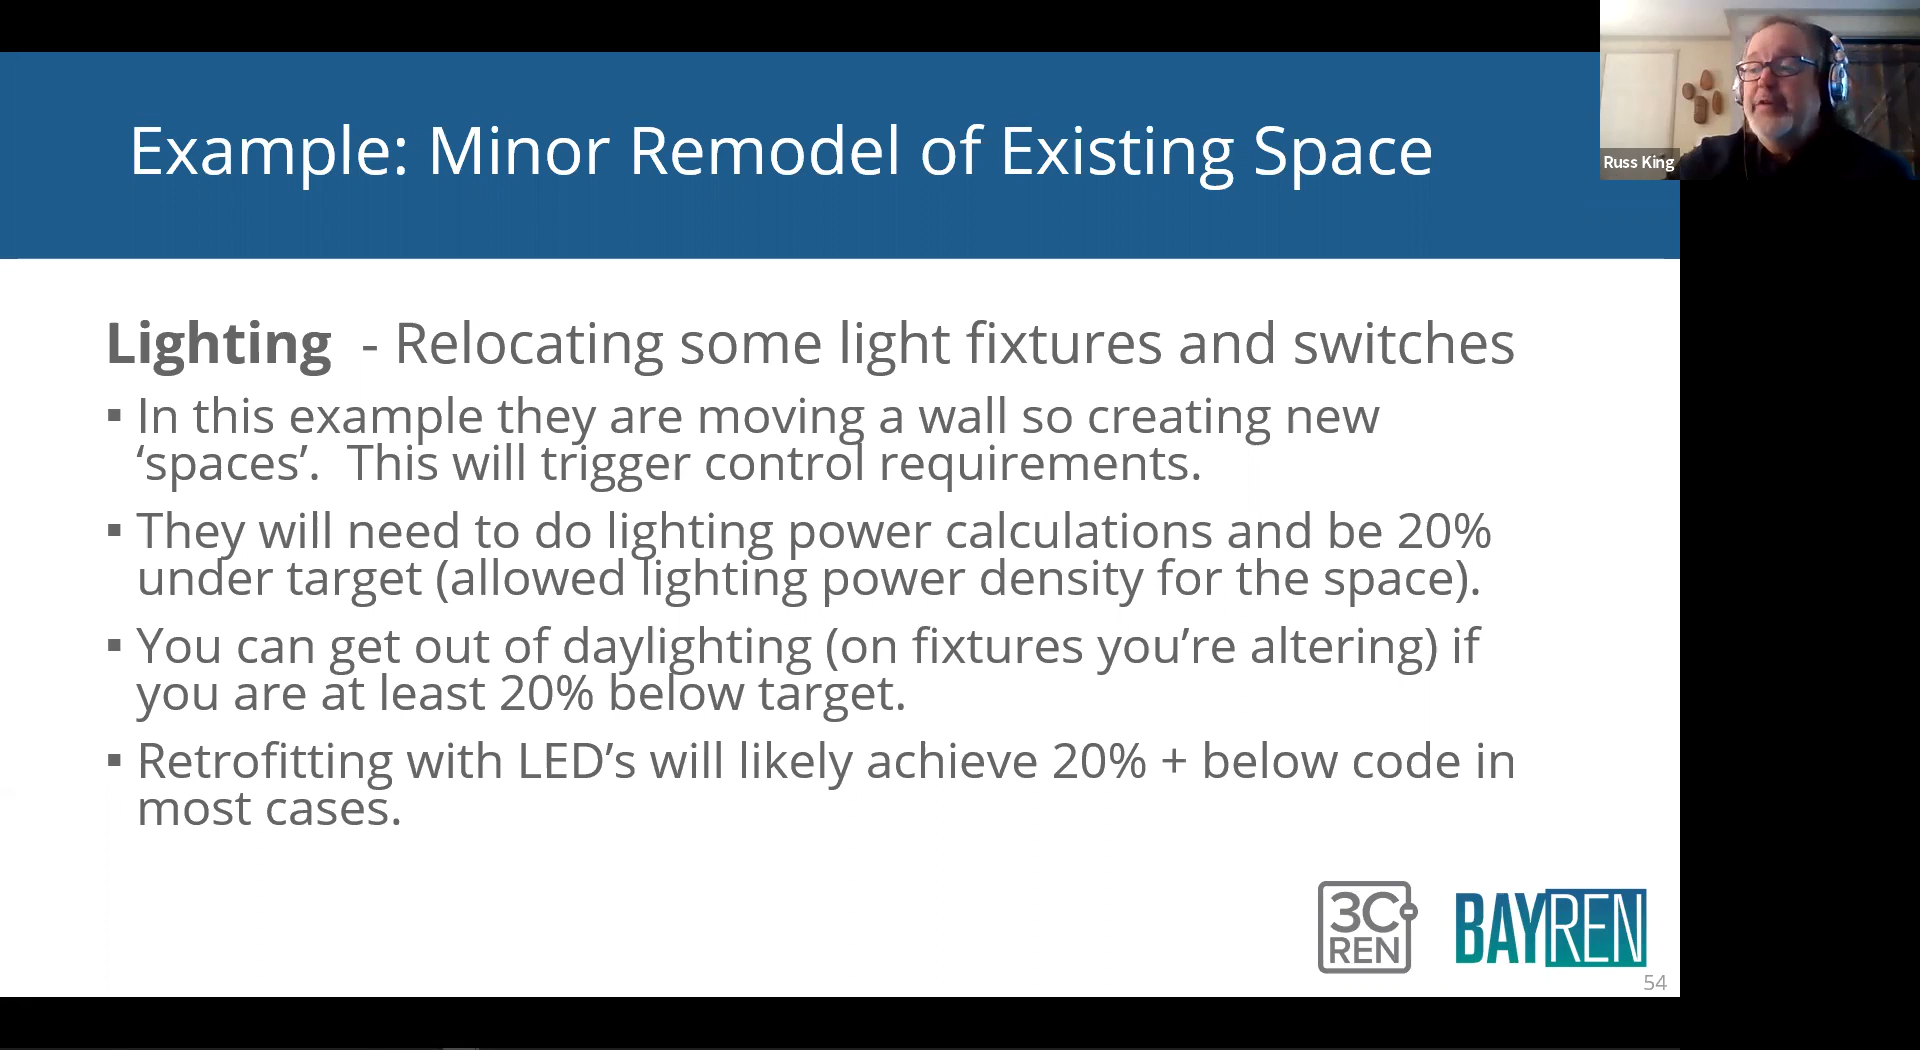 Example: Minor Remodel of Existing Space
Russ King
Lighting - Relocating some light fixtures and switches
▪ In this example they are moving a wall so creating new
‘spaces’. This will trigger control requirements.
▪ They will need to do lighting power calculations and be 20%
under target (allowed lighting power density for the space).
▪ You can get out of daylighting (on fixtures you’re altering) if
you are at least 20% below target.
▪ Retrofitting with LED’s will likely achieve 20% + below code in
most cases.
3C
REN
BAYREN
54